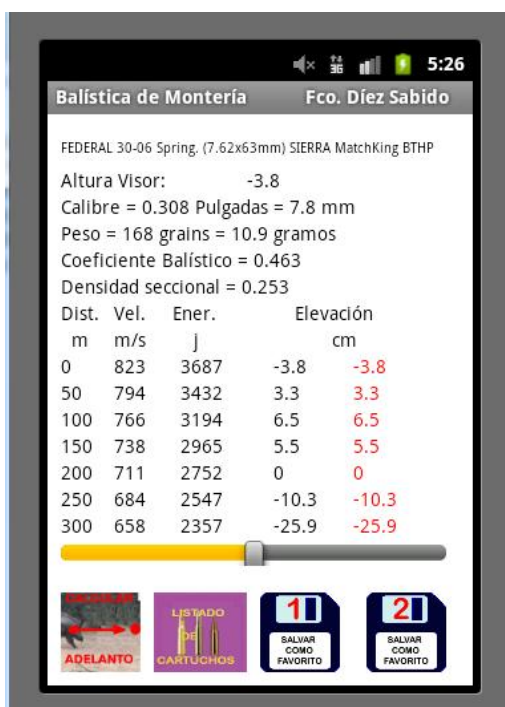 3G 5:26
Balística de Montería Fco. Díez Sabido
FEDERAL 30-06 Spring. (7.62x63mm) SIERRA MatchKing BTHP
Altura Visor: -3.8
Calibre = 0.308 Pulgadas = 7.8 mm
Peso = 168 grains = 10.9 gramos
Coeficiente Balístico = 0.463
Densidad seccional = 0.253
Dist. Vel. Ener. Elevación
m m/s j cm
0 823 3687 -3.8 -3.8
50 794 3432 3.3 3.3
100 766 3194 6.5 6.5
150 738 2965 5.5 5.5
200 711 2752 0 0
250 684 2547 -10.3 -10.3
300 658 2357 -25.9 -25.9
ADELANTO
LISTADO
DE
CARTUCHOS
1
SALVAR
COMO
FAVORITO
2
SALVAR
COMO
FAVORITO